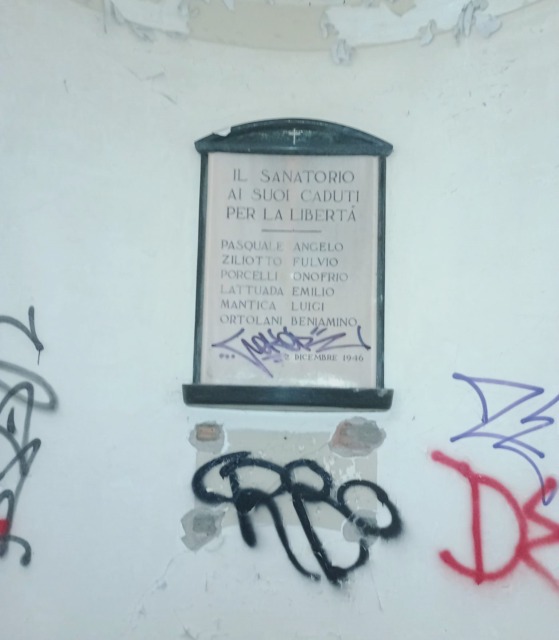 IL SANATORIO
AI SUOI CADUTI
PER LA LIBERTÀ
PASQUALE ANGELO
ZILIOTTO FULVIO
PORCELLI ONOFRIO
LATTUADA EMILIO
MANTICA LUIGI
ORTOLANI BENIAMINO
DICEMBRE 1946